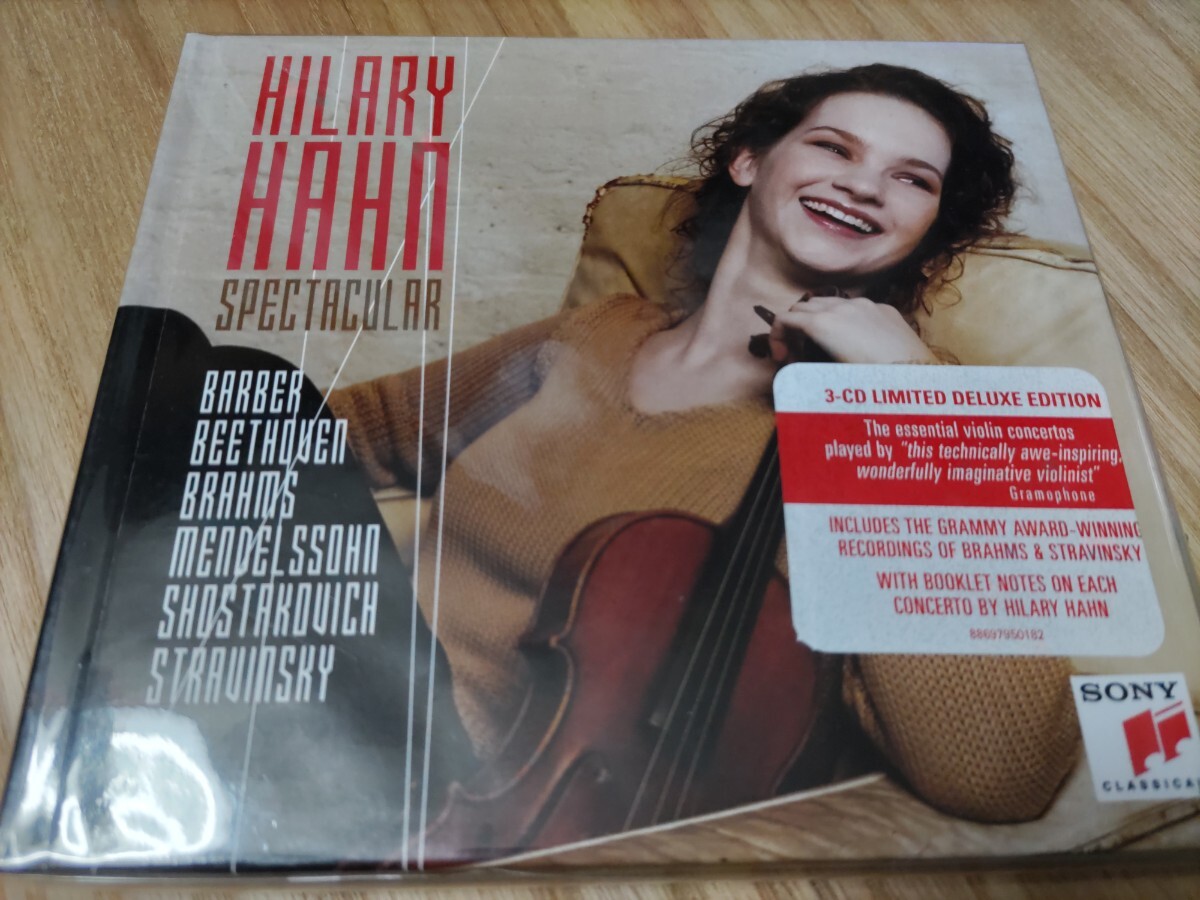 HILARY
HAHN
SPECTACULAR
BARBER
BEETHOVEN
BRAHMS
MENDELSSOHN
SHOSTAKOVICH
STRAVINSKY
3-CD LIMITED DELUXE EDITION
The essential violin concertos
played by "this technically awe-inspiring,
wonderfully imaginative violinist"
Gramophone
INCLUDES THE GRAMMY AWARD-WINNING
RECORDINGS OF BRAHMS & STRAVINSKY
WITH BOOKLET NOTES ON EACH
CONCERTO BY HILARY HAHN
88697950182
SONY
CLASSICAL